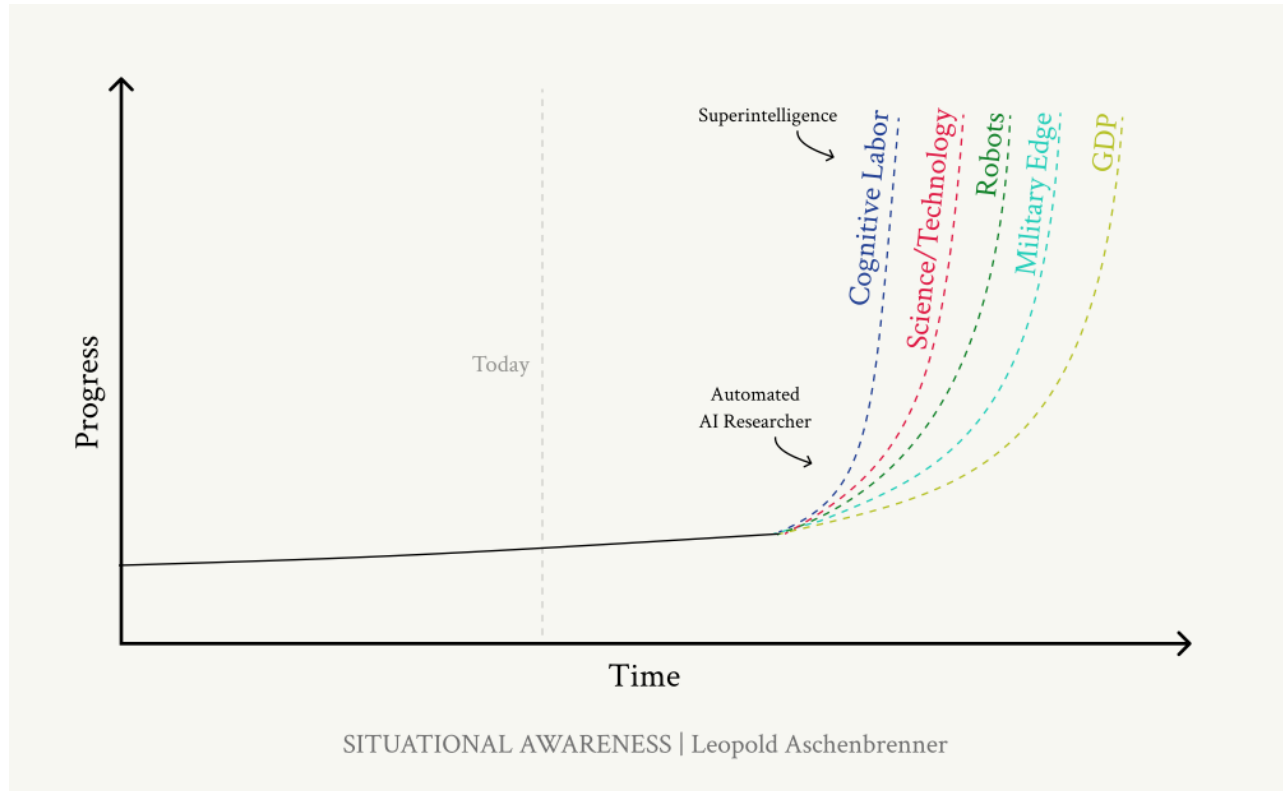 Superintelligence
Cognitive Labor
Science/Technology
Robots
Military Edge
GDP
Today
Automated
AI Researcher
Progress
Time
SITUATIONAL AWARENESS | Leopold Aschenbrenner